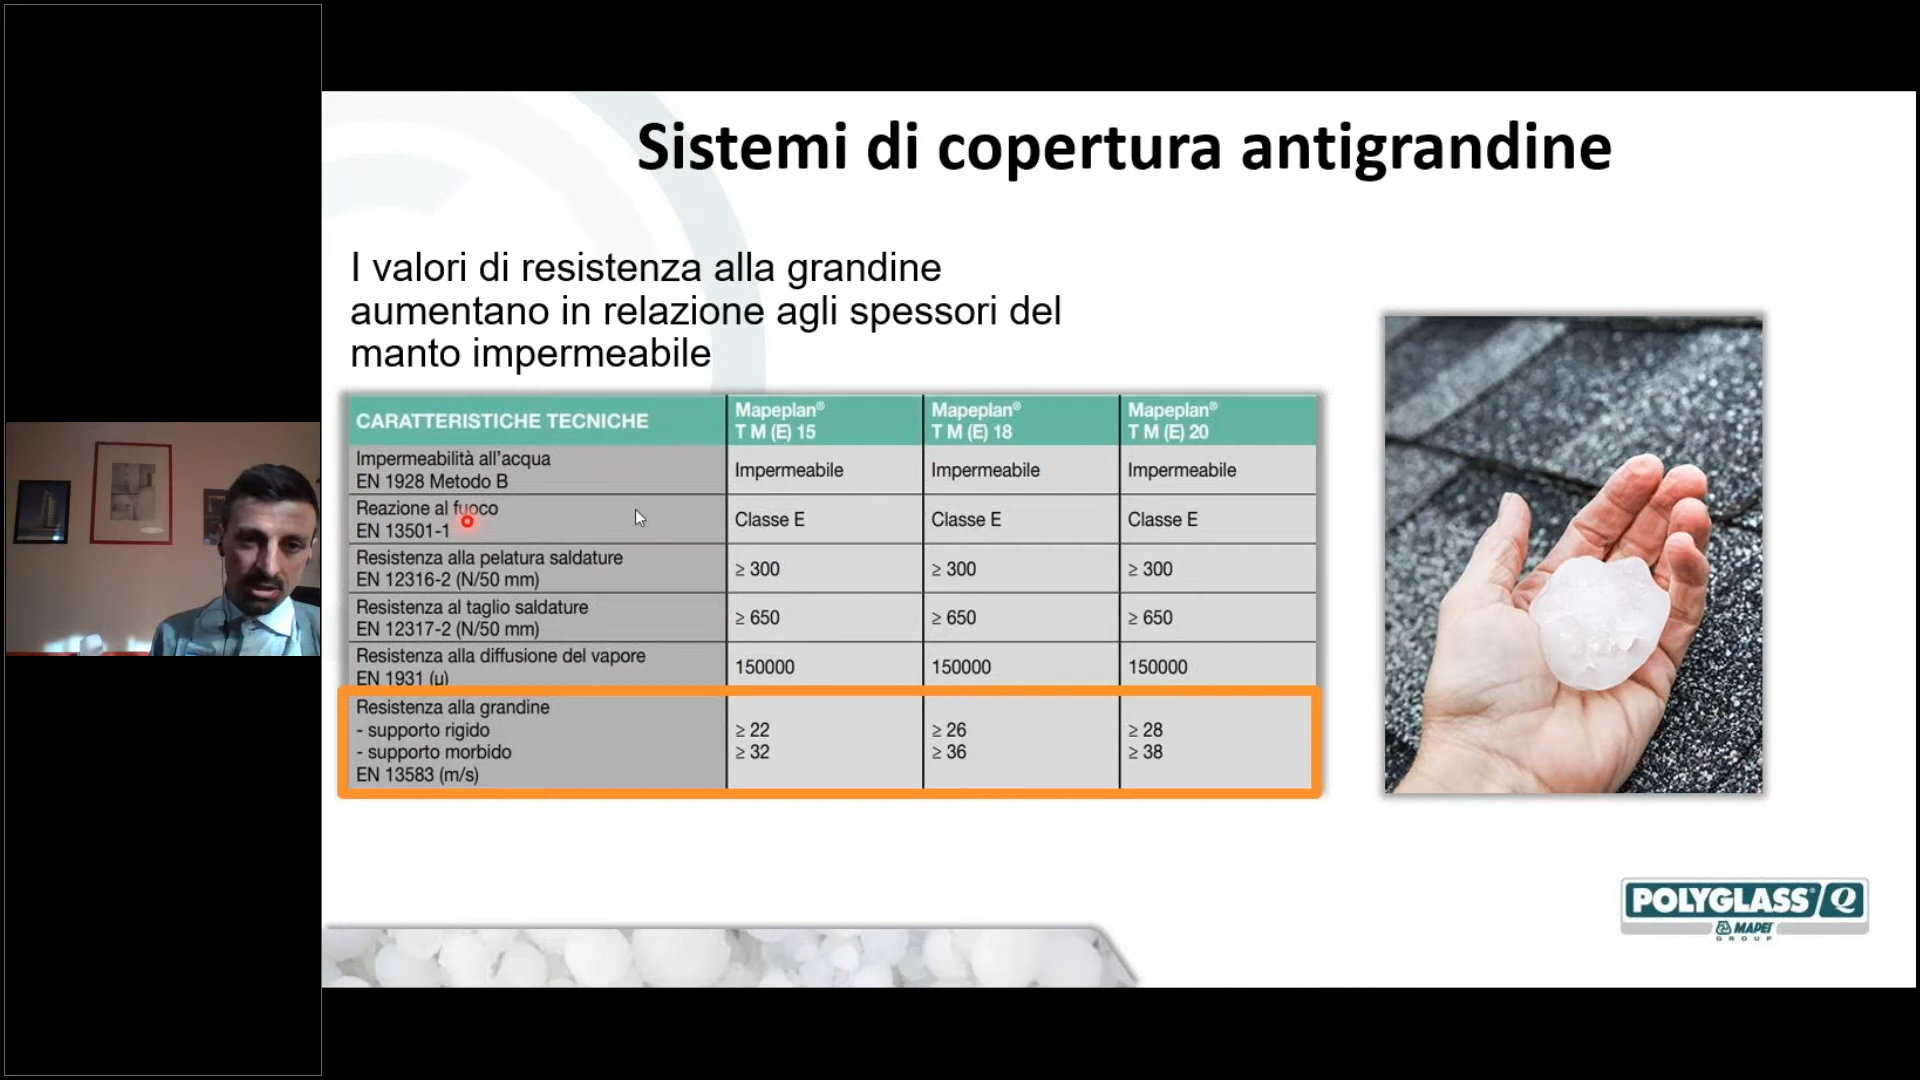 Sistemi di copertura antigrandine
I valori di resistenza alla grandine
aumentano in relazione agli spessori del
manto impermeabile
CARATTERISTICHE TECNICHE
Mapeplan®
T M (E) 15
Mapeplan®
T M (E) 18
Mapeplan®
T M (E) 20
Impermeabilità all'acqua
EN 1928 Metodo B
Impermeabile
Impermeabile
Impermeabile
Reazione al fuoco
EN 13501-1
Classe E
Classe E
Classe E
Resistenza alla pelatura saldature
EN 12316-2 (N/50 mm)
≥ 300
≥ 300
≥ 300
Resistenza al taglio saldature
EN 12317-2 (N/50 mm)
≥ 650
≥ 650
≥ 650
Resistenza alla diffusione del vapore
EN 1931 (μ)
150000
150000
150000
Resistenza alla grandine
- supporto rigido
- supporto morbido
EN 13583 (m/s)
≥ 22
≥ 32
≥ 26
≥ 36
≥ 28
≥ 38
POLYGLASS® Q
MAPEI
GROUP